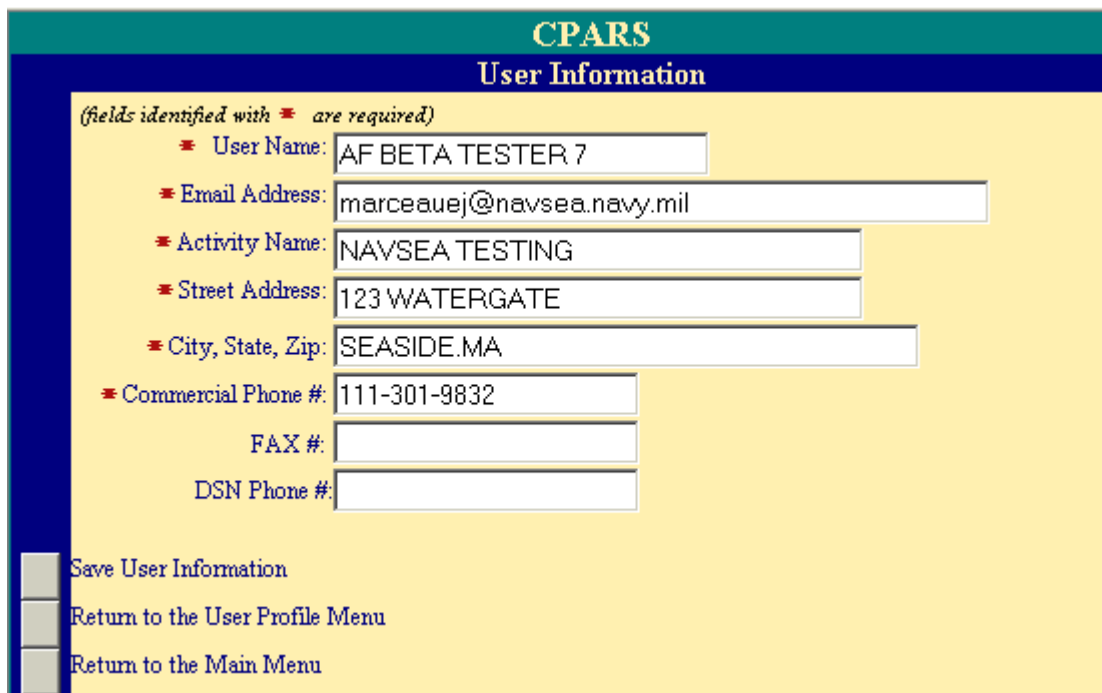 CPARS
User Information
(fields identified with * are required)
* User Name: AF BETA TESTER 7
* Email Address: marceauej@navsea.navy.mil
* Activity Name: NAVSEA TESTING
* Street Address: 123 WATERGATE
* City, State, Zip: SEASIDE.MA
* Commercial Phone #: 111-301-9832
FAX #:
DSN Phone #:
Save User Information
Return to the User Profile Menu
Return to the Main Menu